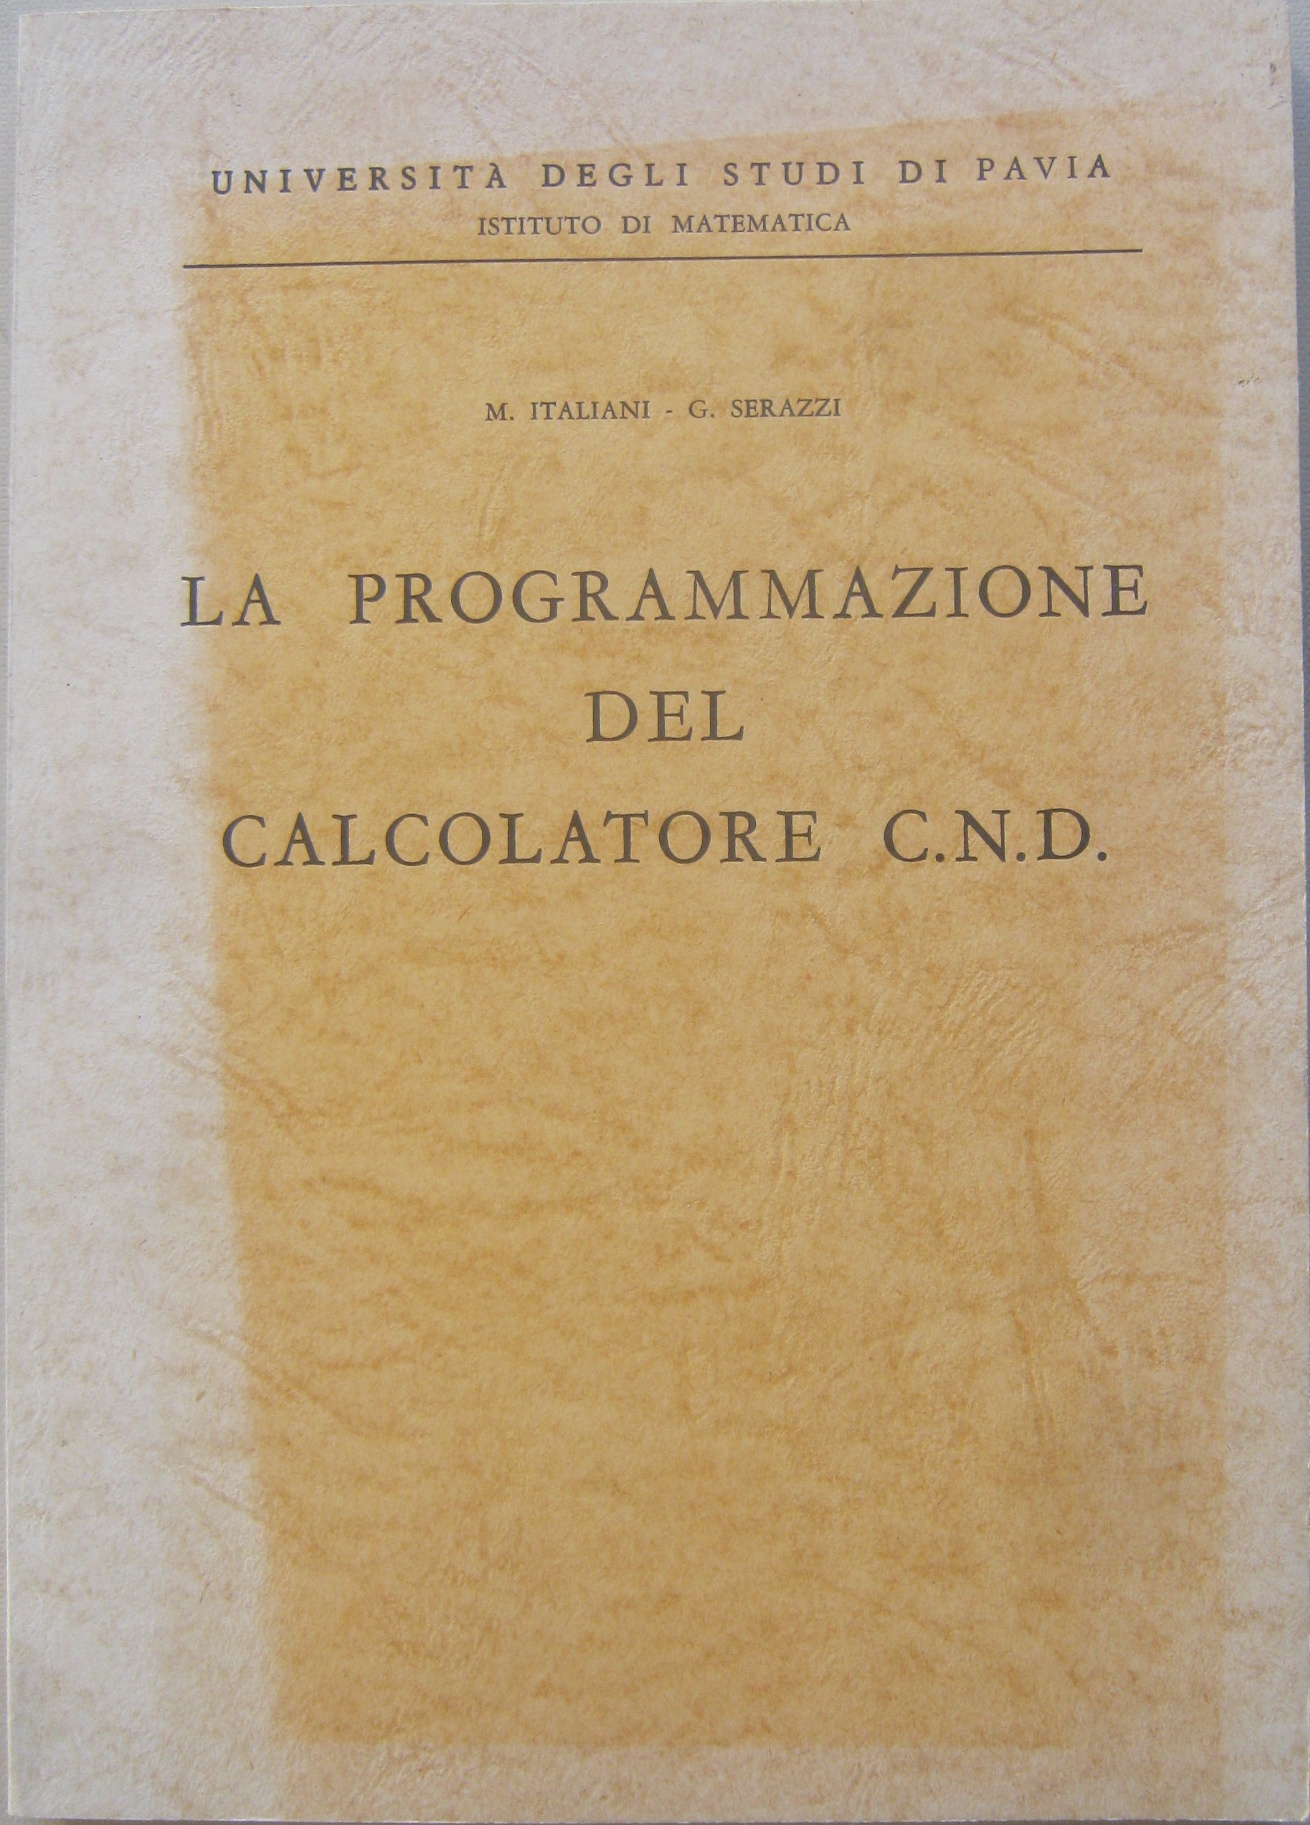 UNIVERSITÀ DEGLI STUDI DI PAVIA
ISTITUTO DI MATEMATICA
M. ITALIANI - G. SERAZZI
LA PROGRAMMAZIONE
DEL
CALCOLATORE C.N.D.